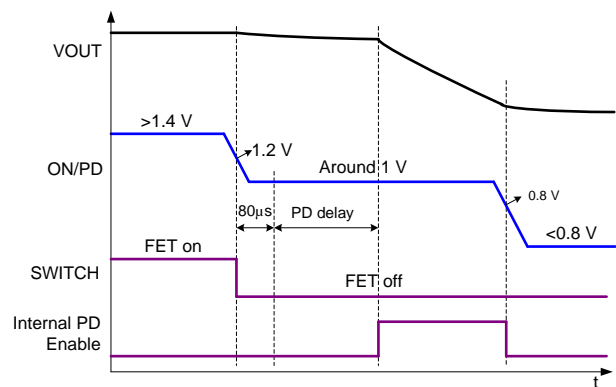 VOUT
>1.4 V
1.2 V
ON/PD
Around 1 V
0.8 V
80μs
PD delay
<0.8 V
FET on
SWITCH
FET off
Internal PD
Enable
t